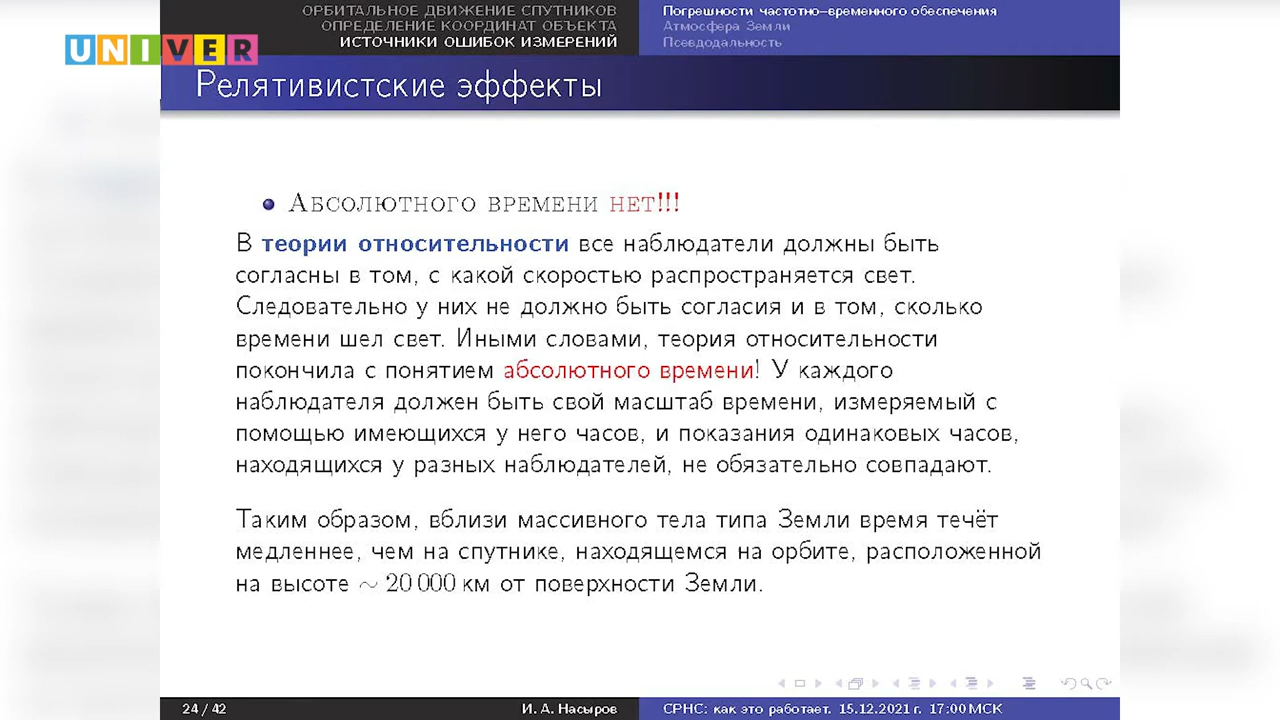 ОРБИТАЛЬНОЕ ДВИЖЕНИЕ СПУТНИКОВ
ОПРЕДЕЛЕНИЕ КООРДИНАТ ОБЪЕКТА
ИСТОЧНИКИ ОШИБОК ИЗМЕРЕНИЙ
Погрешности частотно–временного обеспечения
Атмосфера Земли
Псевдодальность
UNIVER
Релятивистские эффекты
Абсолютного времени нет!!!
В теории относительности все наблюдатели должны быть
согласны в том, с какой скоростью распространяется свет.
Следовательно у них не должно быть согласия и в том, сколько
времени шел свет. Иными словами, теория относительности
покончила с понятием абсолютного времени! У каждого
наблюдателя должен быть свой масштаб времени, измеряемый с
помощью имеющихся у него часов, и показания одинаковых часов,
находящихся у разных наблюдателей, не обязательно совпадают.
Таким образом, вблизи массивного тела типа Земли время течёт
медленнее, чем на спутнике, находящемся на орбите, расположенной
на высоте ~ 20 000 км от поверхности Земли.
24 / 42
И. А. Насыров
СРНС: как это работает. 15.12.2021 г. 17:00 МСК